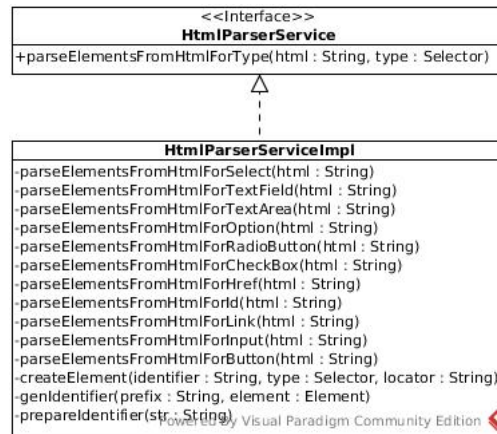 <<Interface>>
HtmlParserService
+parseElementsFromHtmlForType(html : String, type : Selector)
HtmlParserServiceImpl
-parseElementsFromHtmlForSelect(html : String)
-parseElementsFromHtmlForTextField(html : String)
-parseElementsFromHtmlForTextArea(html : String)
-parseElementsFromHtmlForOption(html : String)
-parseElementsFromHtmlForRadioButton(html : String)
-parseElementsFromHtmlForCheckBox(html : String)
-parseElementsFromHtmlForHref(html : String)
-parseElementsFromHtmlForId(html : String)
-parseElementsFromHtmlForLink(html : String)
-parseElementsFromHtmlForInput(html : String)
-parseElementsFromHtmlForButton(html : String)
-createElement(identifier : String, type : Selector, locator : String)
-genIdentifier(prefix : String, element : Element)
-prepareIdentifier(str : String)
Powered By Visual Paradigm Community Edition